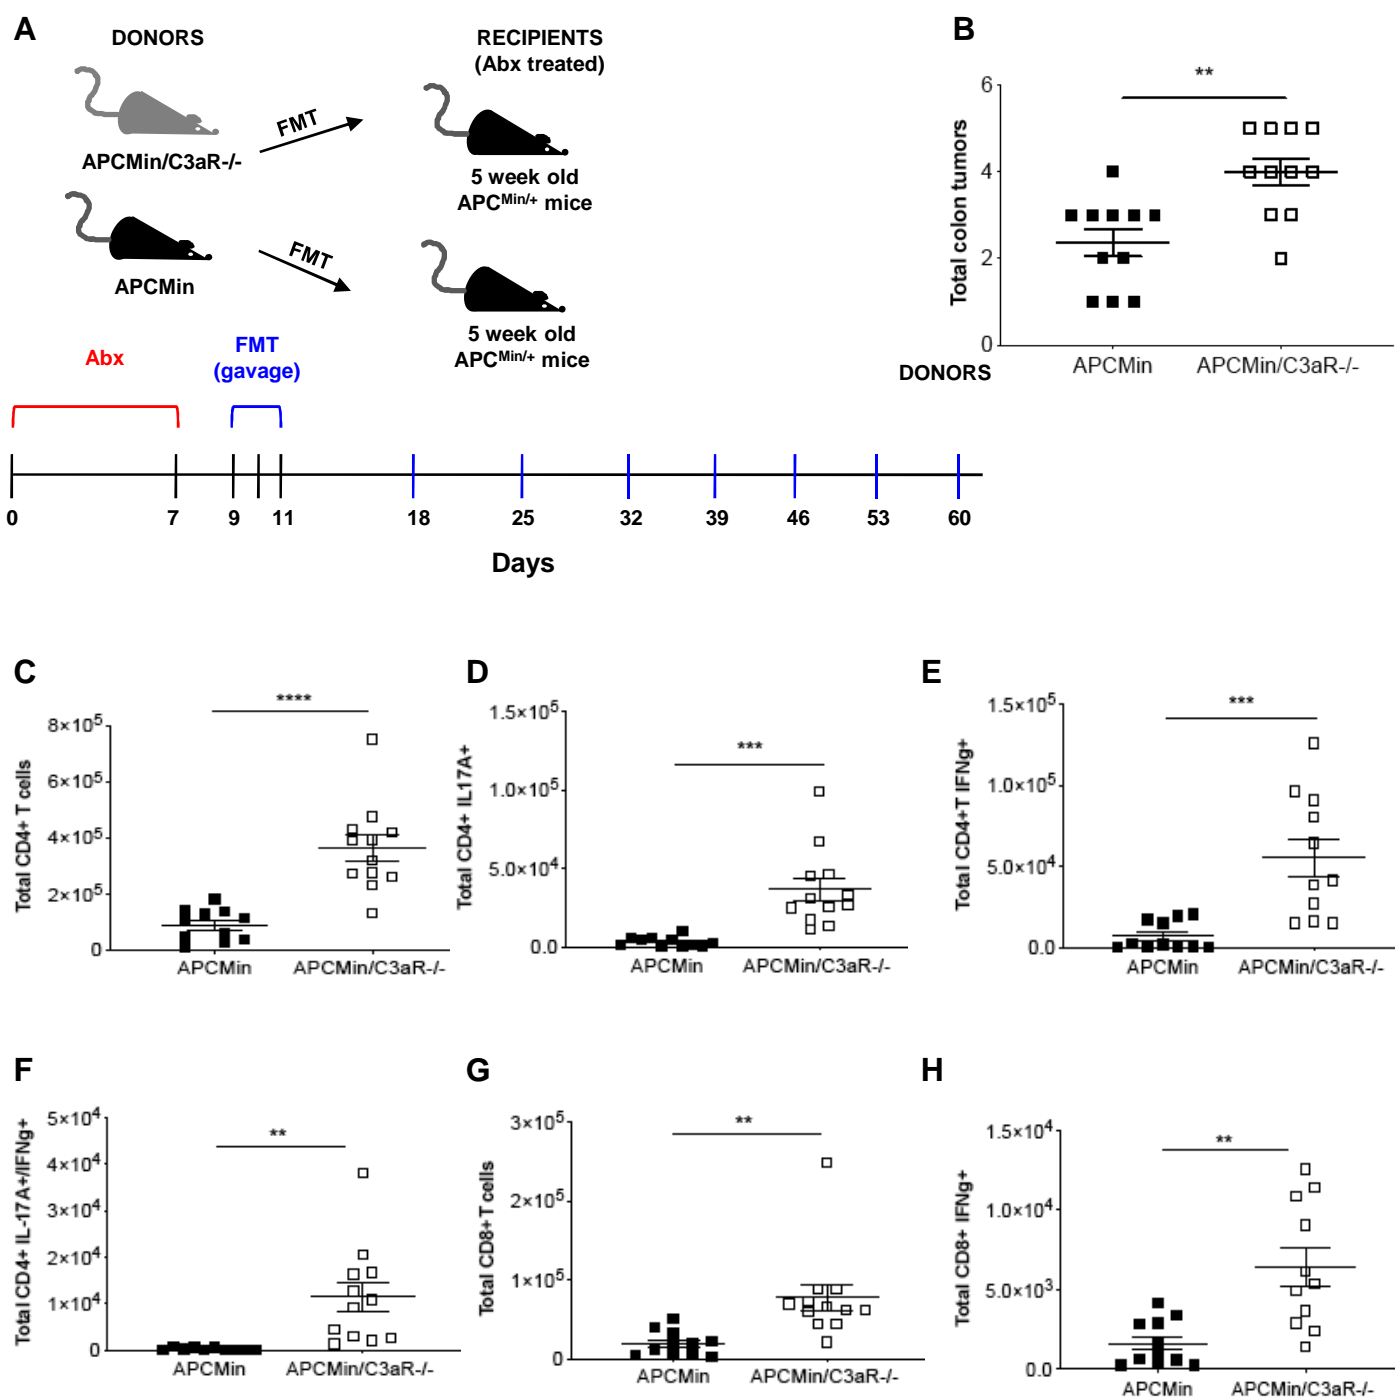 A
DONORS
RECIPIENTS
(Abx treated)
FMT
APCMin/C3aR-/-
5 week old
APCMin/+ mice
FMT
APCMin
5 week old
APCMin/+ mice
Abx
FMT
(gavage)
0 7 9 11 18 25 32 39 46 53 60
Days
B
**
Total colon tumors
6
4
2
0
DONORS
APCMin APCMin/C3aR-/-
C
****
Total CD4+ T cells
8×10⁵
6×10⁵
4×10⁵
2×10⁵
0
APCMin APCMin/C3aR-/-
D
***
Total CD4+ IL17A+
1.5×10⁵
1.0×10⁵
5.0×10⁴
0.0
APCMin APCMin/C3aR-/-
E
***
Total CD4+T IFNg+
1.5×10⁵
1.0×10⁵
5.0×10⁴
0.0
APCMin APCMin/C3aR-/-
F
**
Total CD4+ IL-17A+/IFNg+
5×10⁴
4×10⁴
3×10⁴
2×10⁴
1×10⁴
0
APCMin APCMin/C3aR-/-
G
**
Total CD8+T cells
3×10⁵
2×10⁵
1×10⁵
0
APCMin APCMin/C3aR-/-
H
**
Total CD8+ IFNg+
1.5×10⁴
1.0×10⁴
5.0×10³
0.0
APCMin APCMin/C3aR-/-